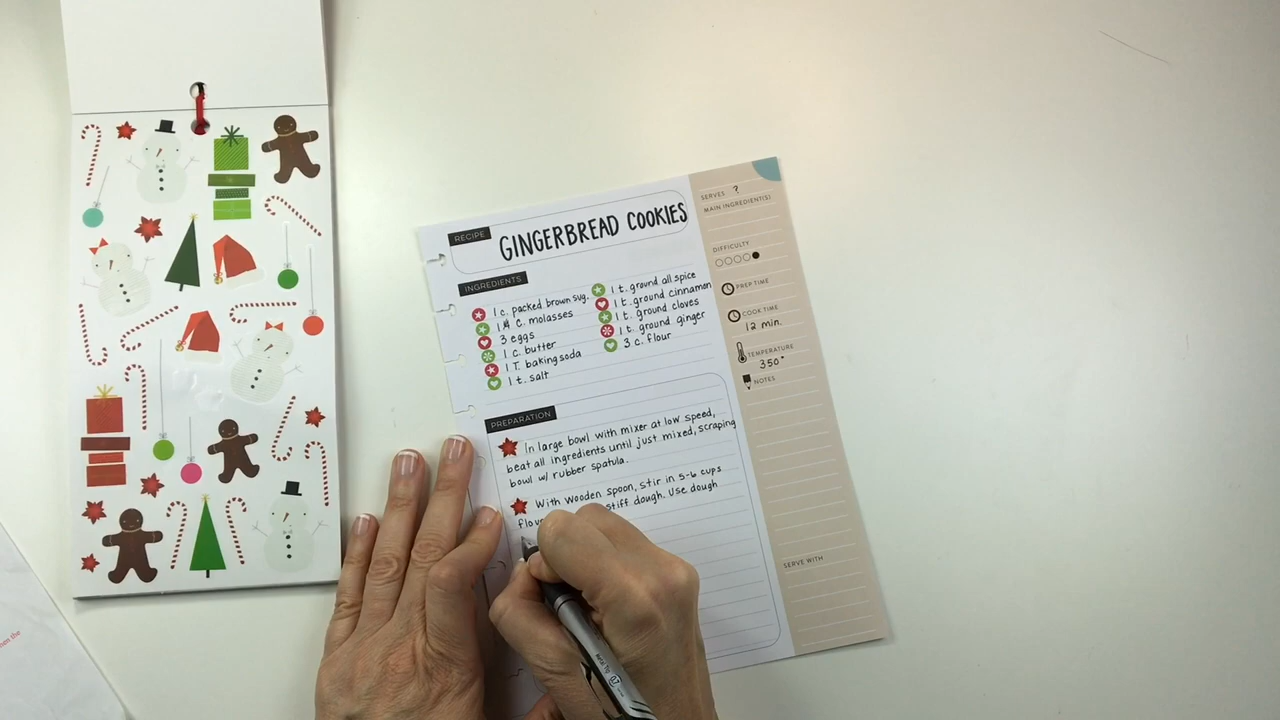 RECIPE
GINGERBREAD COOKIES
INGREDIENTS
1 c. packed brown sug.
1 c. molasses
3 eggs
1 c. butter
1 T. baking soda
1 t. salt
1 t. ground all spice
1 t. ground cinnamon
1 t. ground cloves
1 t. ground ginger
3 c. flour
PREPARATION
In large bowl with mixer at low speed,
beat all ingredients until just mixed, scraping
bowl w/ rubber spatula.
With wooden spoon, stir in 5-6 cups
stiff dough. Use dough
SERVES ?
MAIN INGREDIENT(S)
DIFFICULTY
PREP TIME
COOK TIME
12 min.
TEMPERATURE
350°
NOTES
SERVE WITH
Metal Tip 0.7